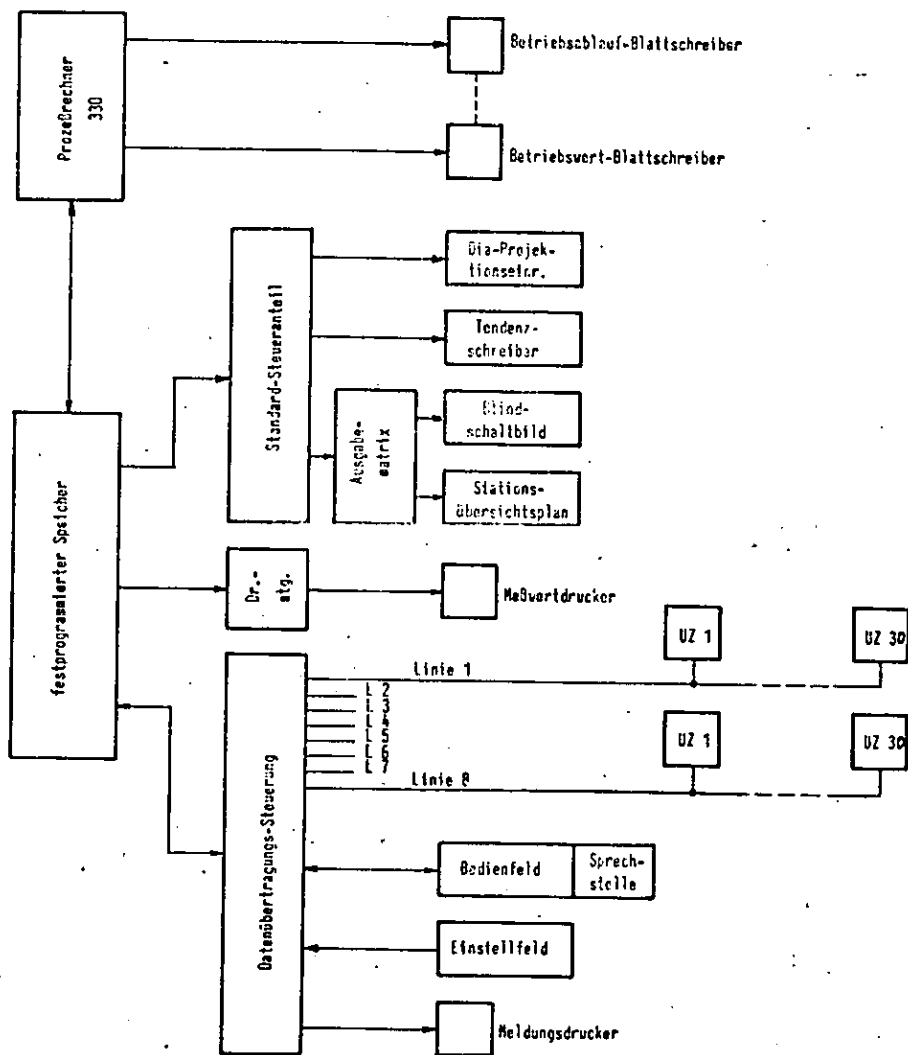 Prozeßrechner
330
Betriebsablauf-Blattschreiber
Betriebswert-Blattschreiber
festprogrammierter Speicher
Standard-Steueranteil
Dia-Projek-
tionseinr.
Tendenz-
schreiber
Ausgabe-
matrix
Blind-
schaltbild
Stations-
übersichtsplan
Dr.-
stg.
Meßwertdrucker
Datenübertragungs-Steuerung
Linie 1
L 2
L 3
L 4
L 5
L 6
L 7
Linie 8
UZ 1
UZ 30
UZ 1
UZ 30
Bedienfeld
Sprech-
stelle
Einstellfeld
Meldungsdrucker